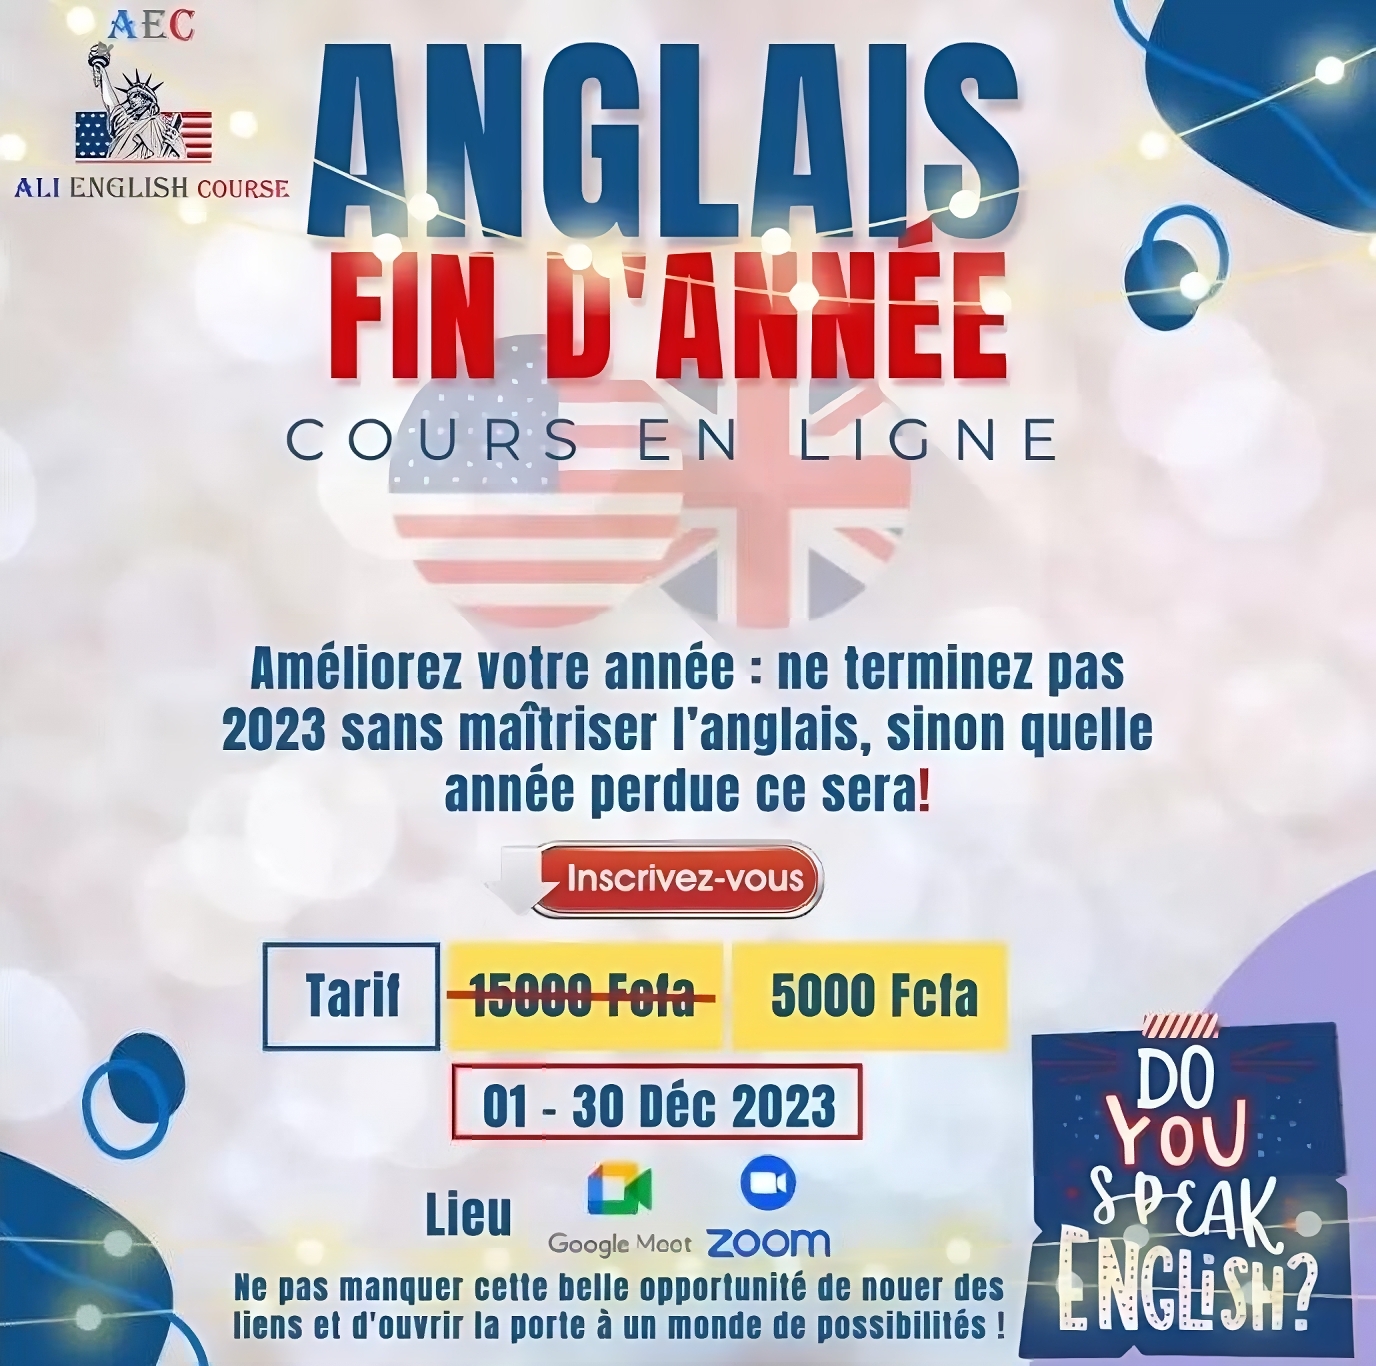 AEC
ALI ENGLISH COURSE
ANGLAIS
FIN D'ANNÉE
COURS EN LIGNE
Améliorez votre année : ne terminez pas
2023 sans maîtriser l'anglais, sinon quelle
année perdue ce sera!
Inscrivez-vous
Tarif 15000 Fcfa 5000 Fcfa
01 - 30 Déc 2023
Lieu Google Meet zoom
Ne pas manquer cette belle opportunité de nouer des
liens et d'ouvrir la porte à un monde de possibilités !
DO
YOU
SPEAK
ENGLISH?